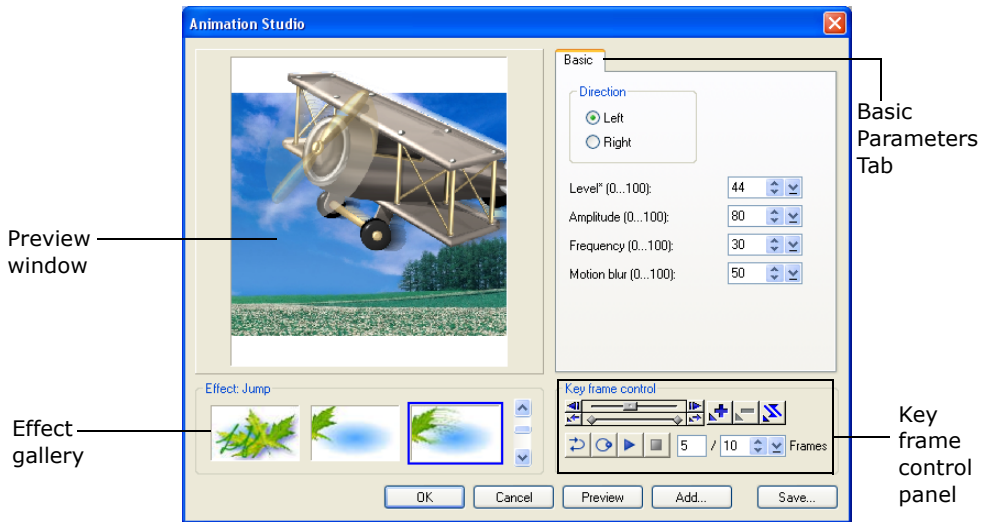 Animation Studio
Basic
Direction
Left
Right
Level* (0...100):
44
Amplitude (0...100):
80
Frequency (0...100):
30
Motion blur (0...100):
50
Basic
Parameters
Tab
Preview
window
Effect: Jump
Effect
gallery
Key frame control
5 / 10 Frames
Key
frame
control
panel
OK
Cancel
Preview
Add...
Save...